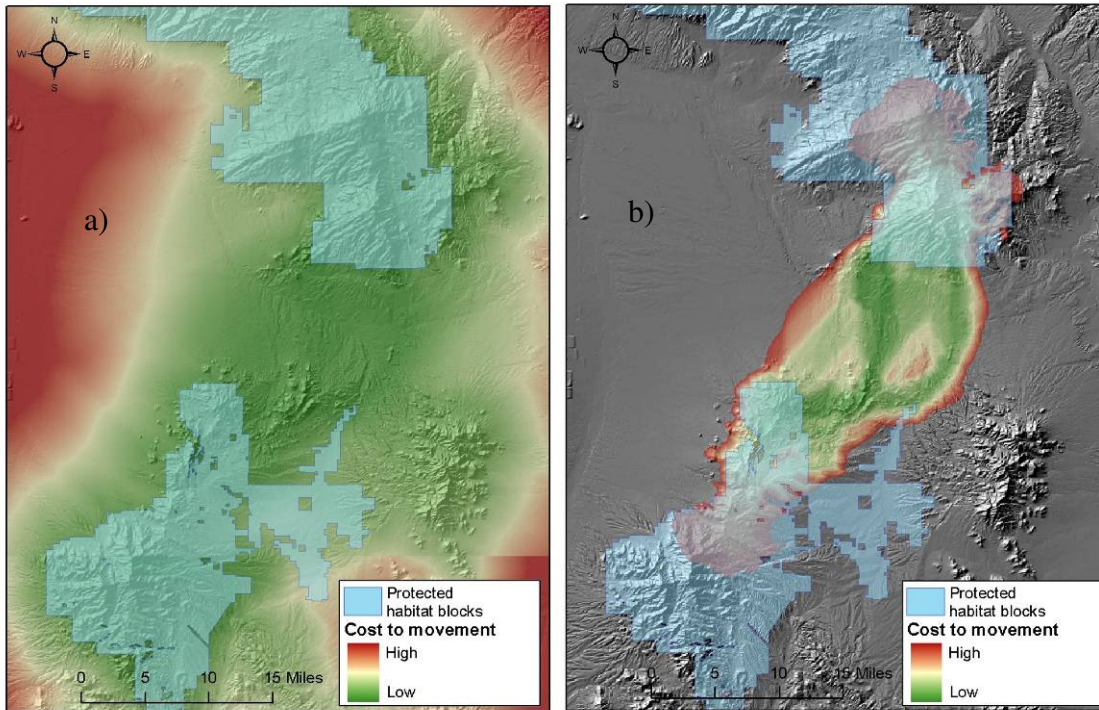 N
W E
S
a)
Protected
habitat blocks
Cost to movement
High
Low
0 5 10 15 Miles
N
W E
S
b)
Protected
habitat blocks
Cost to movement
High
Low
0 5 10 15 Miles